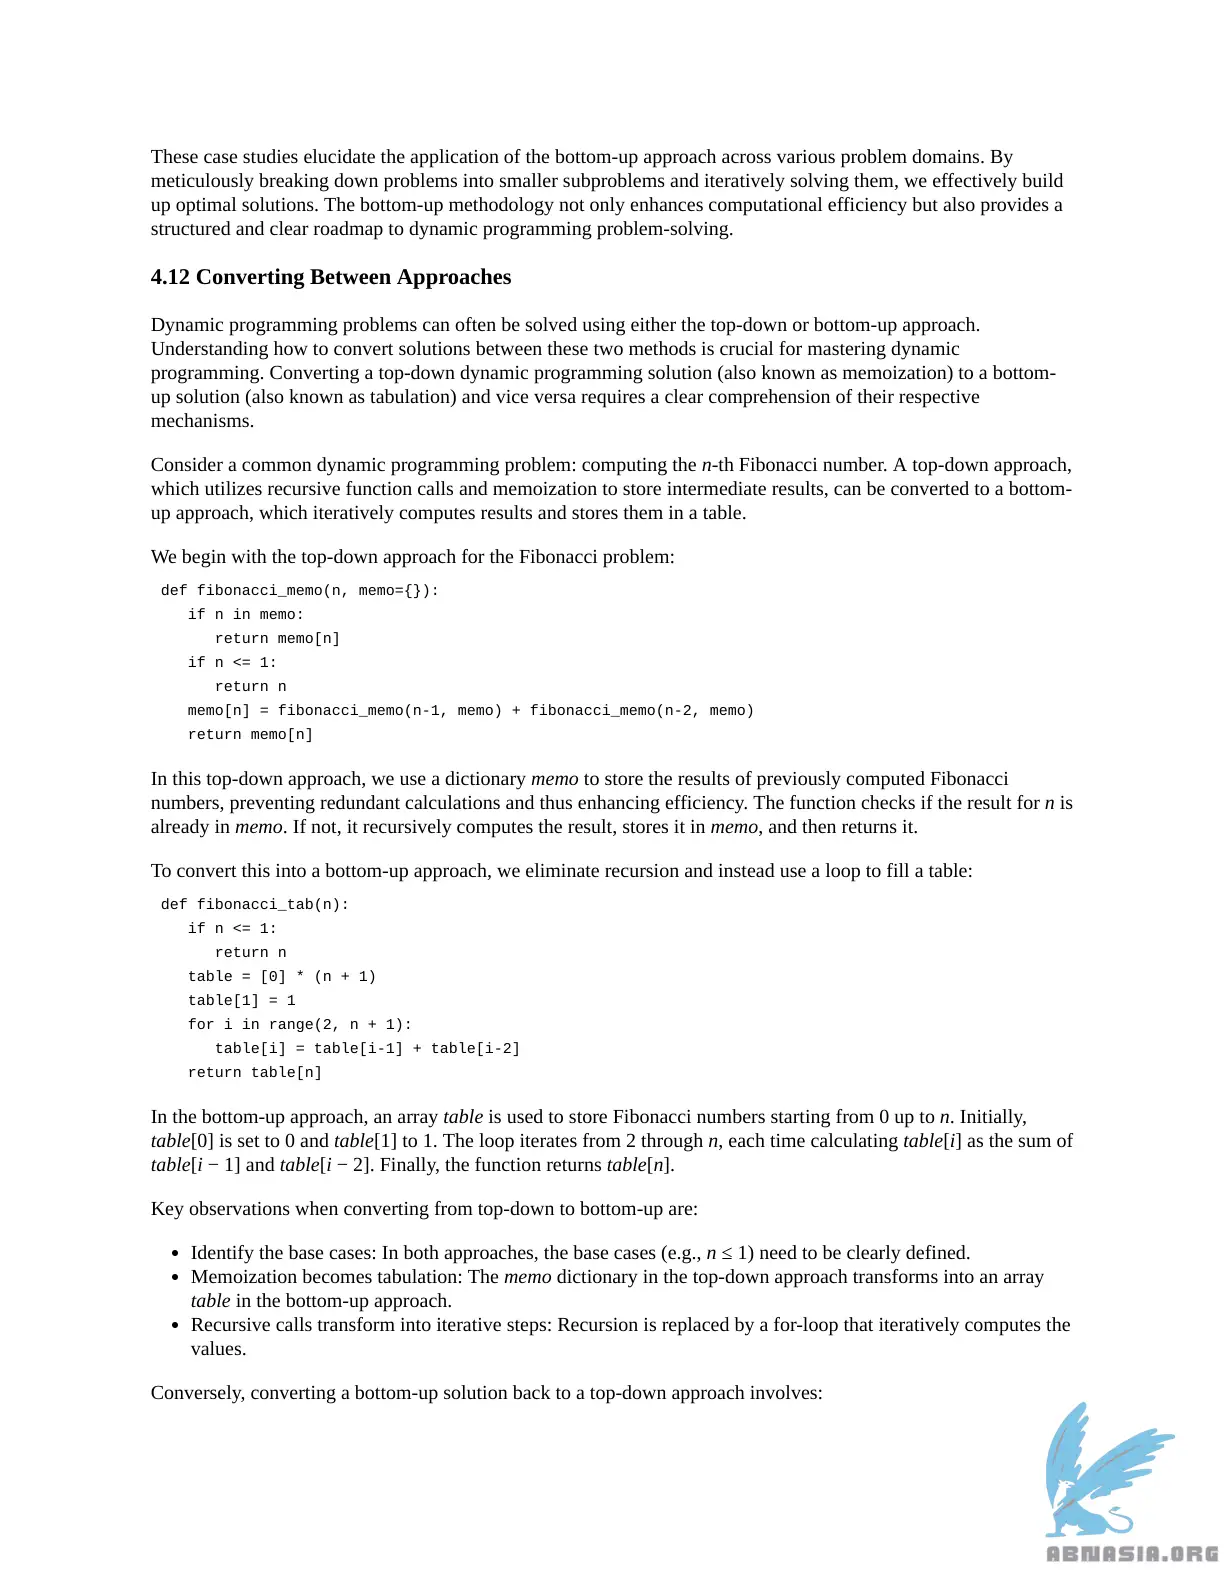 These case studies elucidate the application of the bottom-up approach across various problem domains. By
meticulously breaking down problems into smaller subproblems and iteratively solving them, we effectively build
up optimal solutions. The bottom-up methodology not only enhances computational efficiency but also provides a
structured and clear roadmap to dynamic programming problem-solving.
4.12 Converting Between Approaches
Dynamic programming problems can often be solved using either the top-down or bottom-up approach.
Understanding how to convert solutions between these two methods is crucial for mastering dynamic
programming. Converting a top-down dynamic programming solution (also known as memoization) to a bottom-
up solution (also known as tabulation) and vice versa requires a clear comprehension of their respective
mechanisms.
Consider a common dynamic programming problem: computing the n-th Fibonacci number. A top-down approach,
which utilizes recursive function calls and memoization to store intermediate results, can be converted to a bottom-
up approach, which iteratively computes results and stores them in a table.
We begin with the top-down approach for the Fibonacci problem:
def fibonacci_memo(n, memo={}):
   if n in memo:
      return memo[n]
   if n <= 1:
      return n
   memo[n] = fibonacci_memo(n-1, memo) + fibonacci_memo(n-2, memo)
   return memo[n]
In this top-down approach, we use a dictionary memo to store the results of previously computed Fibonacci
numbers, preventing redundant calculations and thus enhancing efficiency. The function checks if the result for n is
already in memo. If not, it recursively computes the result, stores it in memo, and then returns it.
To convert this into a bottom-up approach, we eliminate recursion and instead use a loop to fill a table:
def fibonacci_tab(n):
   if n <= 1:
      return n
   table = [0] * (n + 1)
   table[1] = 1
   for i in range(2, n + 1):
      table[i] = table[i-1] + table[i-2]
   return table[n]
In the bottom-up approach, an array table is used to store Fibonacci numbers starting from 0 up to n. Initially,
table[0] is set to 0 and table[1] to 1. The loop iterates from 2 through n, each time calculating table[i] as the sum of
table[i − 1] and table[i − 2]. Finally, the function returns table[n].
Key observations when converting from top-down to bottom-up are:
• Identify the base cases: In both approaches, the base cases (e.g., n ≤ 1) need to be clearly defined.
• Memoization becomes tabulation: The memo dictionary in the top-down approach transforms into an array
table in the bottom-up approach.
• Recursive calls transform into iterative steps: Recursion is replaced by a for-loop that iteratively computes the
values.
Conversely, converting a bottom-up solution back to a top-down approach involves:
ABNASIA.ORG